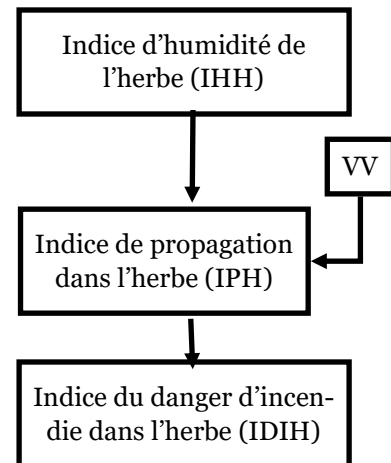 Indice d’humidité de
l’herbe (IHH)
VV
Indice de propagation
dans l’herbe (IPH)
Indice du danger d’incen-
die dans l’herbe (IDIH)